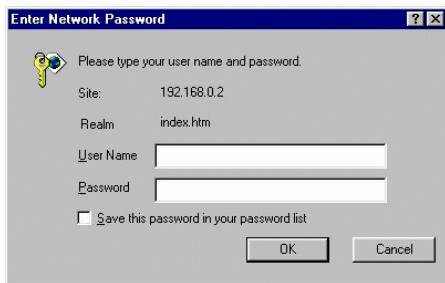 Enter Network Password
Please type your user name and password.
Site: 192.168.0.2
Realm index.htm
User Name
Password
Save this password in your password list
OK Cancel